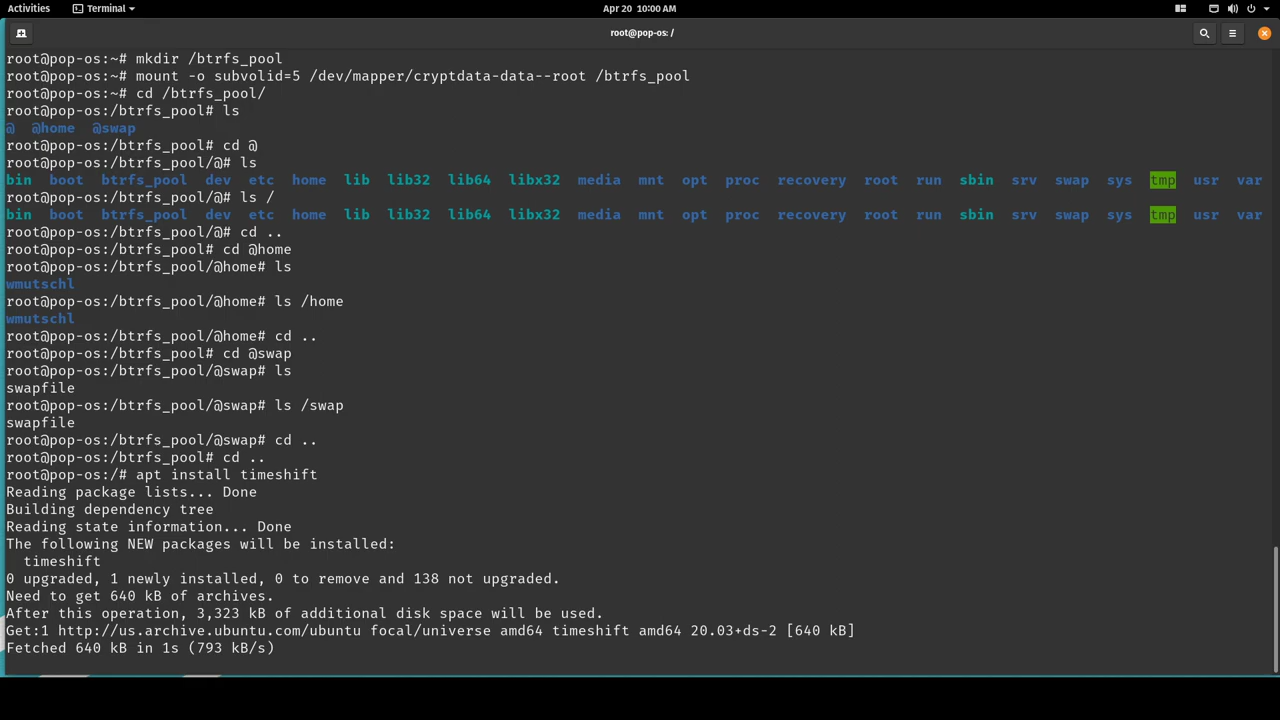 Activities Terminal Apr 20 10:00 AM
root@pop-os: /
root@pop-os:~# mkdir /btrfs_pool
root@pop-os:~# mount -o subvolid=5 /dev/mapper/cryptdata-data--root /btrfs_pool
root@pop-os:~# cd /btrfs_pool/
root@pop-os:/btrfs_pool# ls
@ @home @swap
root@pop-os:/btrfs_pool# cd @
root@pop-os:/btrfs_pool/@# ls
bin boot btrfs_pool dev etc home lib lib32 lib64 libx32 media mnt opt proc recovery root run sbin srv swap sys tmp usr var
root@pop-os:/btrfs_pool/@# ls /
bin boot btrfs_pool dev etc home lib lib32 lib64 libx32 media mnt opt proc recovery root run sbin srv swap sys tmp usr var
root@pop-os:/btrfs_pool/@# cd ..
root@pop-os:/btrfs_pool# cd @home
root@pop-os:/btrfs_pool/@home# ls
wmutschl
root@pop-os:/btrfs_pool/@home# ls /home
wmutschl
root@pop-os:/btrfs_pool/@home# cd ..
root@pop-os:/btrfs_pool# cd @swap
root@pop-os:/btrfs_pool/@swap# ls
swapfile
root@pop-os:/btrfs_pool/@swap# ls /swap
swapfile
root@pop-os:/btrfs_pool/@swap# cd ..
root@pop-os:/btrfs_pool# cd ..
root@pop-os:/# apt install timeshift
Reading package lists... Done
Building dependency tree
Reading state information... Done
The following NEW packages will be installed:
timeshift
0 upgraded, 1 newly installed, 0 to remove and 138 not upgraded.
Need to get 640 kB of archives.
After this operation, 3,323 kB of additional disk space will be used.
Get:1 http://us.archive.ubuntu.com/ubuntu focal/universe amd64 timeshift amd64 20.03+ds-2 [640 kB]
Fetched 640 kB in 1s (793 kB/s)